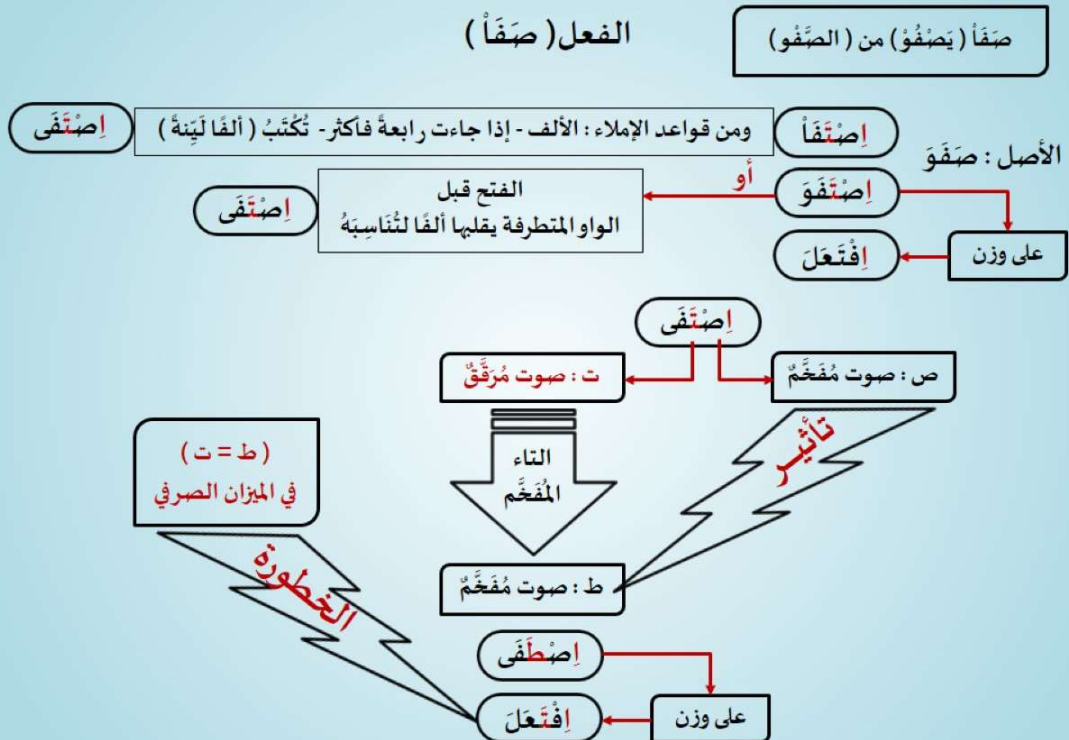 الفعل ( صَفَاْ )
صَفَاْ ( يَصْفُوْ ) من ( الصَّفْو )
الأصل : صَفَوَ
اِصْتَفَاْ
ومن قواعد الإملاء : الألف - إذا جاءت رابعةً فأكثر - تُكْتَبُ ( ألفًا لَيِّنةً )
اِصْتَفَى
اِصْتَفَوَ
أو
الفتح قبل
الواو المتطرفة يقلبها ألفًا لتُنَاسِبَهُ
اِصْتَفَى
على وزن
اِفْتَعَلَ
اِصْتَفَى
ص : صوت مُفَخَّمٌ
ت : صوت مُرَقَّقٌ
تأثيـر
التاء
المُفَخَّم
( ط = ت )
في الميزان الصرفي
الخطورة
ط : صوت مُفَخَّمٌ
اِصْطَفَى
على وزن
اِفْتَعَلَ